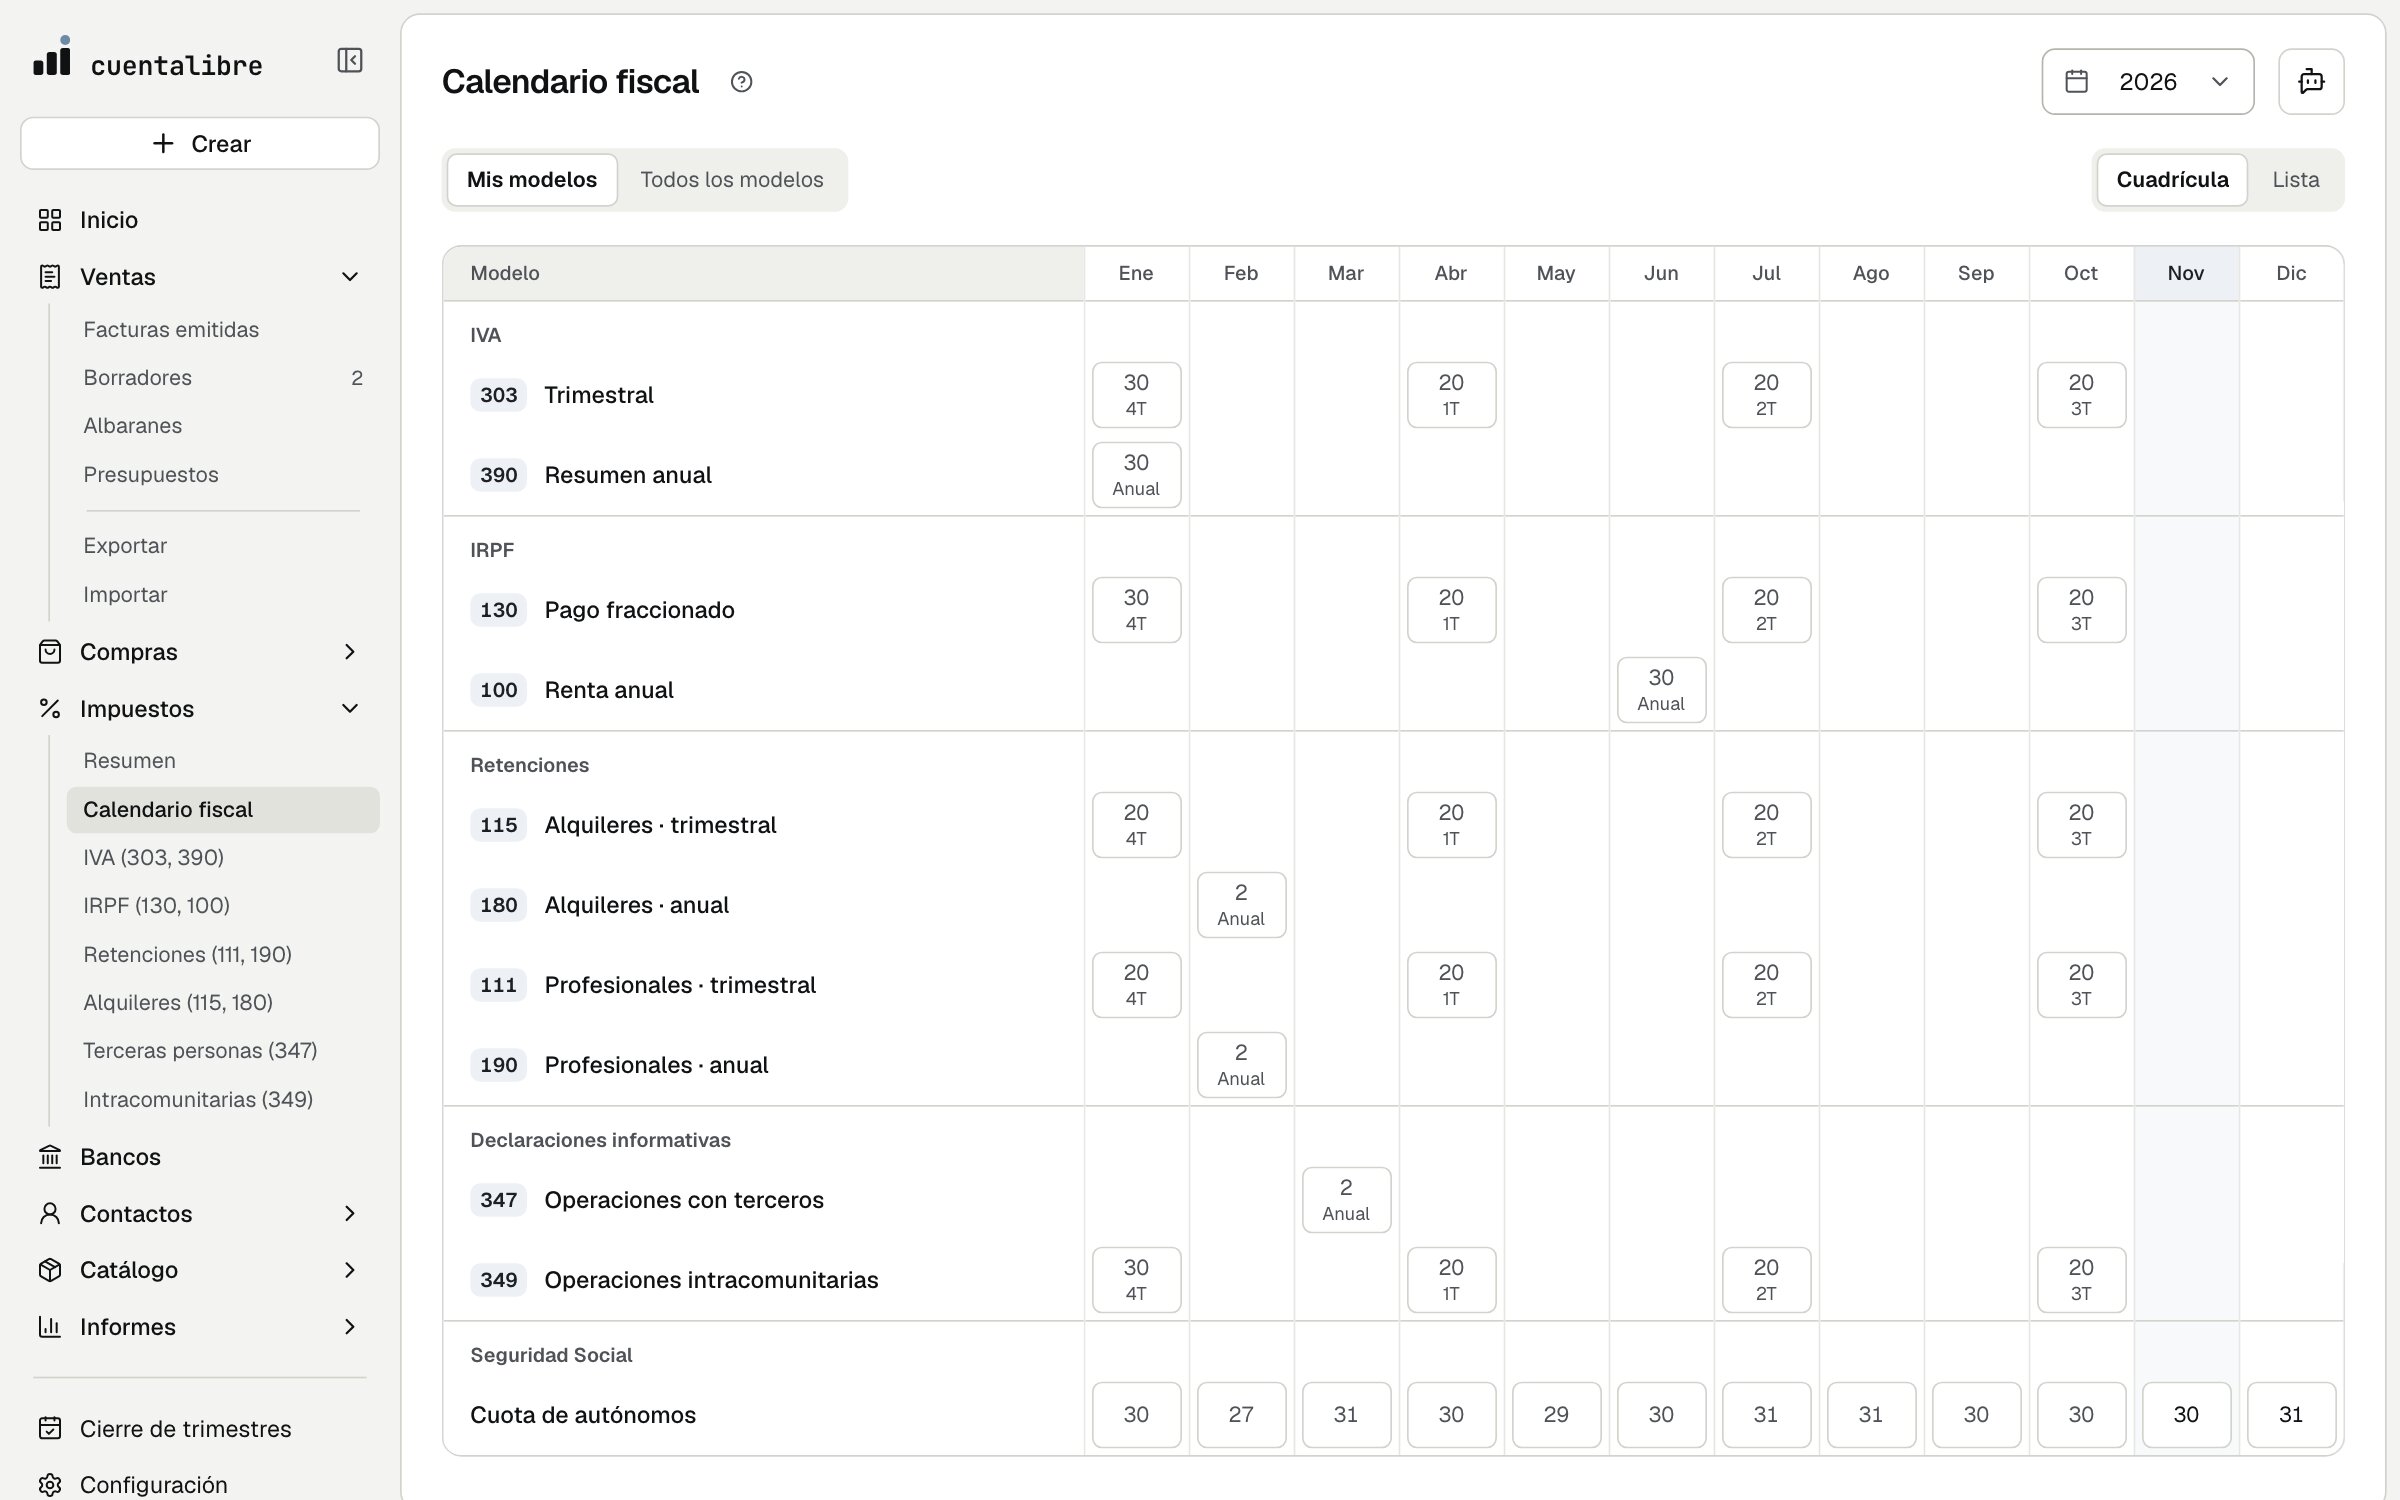 cuentalibre
Crear
Inicio
Ventas
Facturas emitidas
Borradores 2
Albaranes
Presupuestos
Exportar
Importar
Compras
Impuestos
Resumen
Calendario fiscal
IVA (303, 390)
IRPF (130, 100)
Retenciones (111, 190)
Alquileres (115, 180)
Terceras personas (347)
Intracomunitarias (349)
Bancos
Contactos
Catálogo
Informes
Cierre de trimestres
Configuración
Calendario fiscal
2026
Mis modelos Todos los modelos
Cuadrícula Lista
Modelo Ene Feb Mar Abr May Jun Jul Ago Sep Oct Nov Dic
IVA
303 Trimestral 30 20 20 20
4T 1T 2T 3T
390 Resumen anual 30
Anual
IRPF
130 Pago fraccionado 30 20 20 20
4T 1T 2T 3T
100 Renta anual 30
Anual
Retenciones
115 Alquileres · trimestral 20 20 20 20
4T 1T 2T 3T
180 Alquileres · anual 2
Anual
111 Profesionales · trimestral 20 20 20 20
4T 1T 2T 3T
190 Profesionales · anual 2
Anual
Declaraciones informativas
347 Operaciones con terceros 2
Anual
349 Operaciones intracomunitarias 30 20 20 20
4T 1T 2T 3T
Seguridad Social
Cuota de autónomos 30 27 31 30 29 30 31 31 30 30 30 31